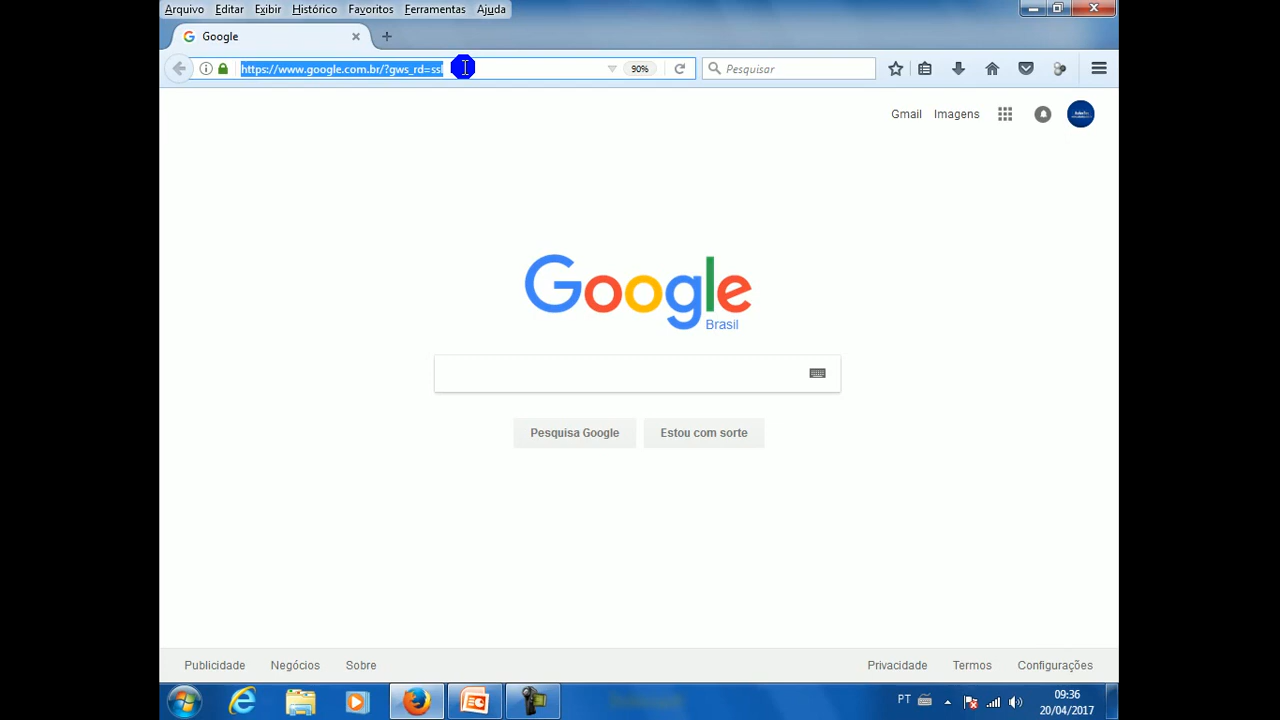 Arquivo Editar Exibir Histórico Favoritos Ferramentas Ajuda
Google
https://www.google.com.br/?gws_rd=ssl
90%
Pesquisar
Gmail Imagens
Google
Brasil
Pesquisa Google Estou com sorte
Publicidade Negócios Sobre Privacidade Termos Configurações
PT
09:36
20/04/2017